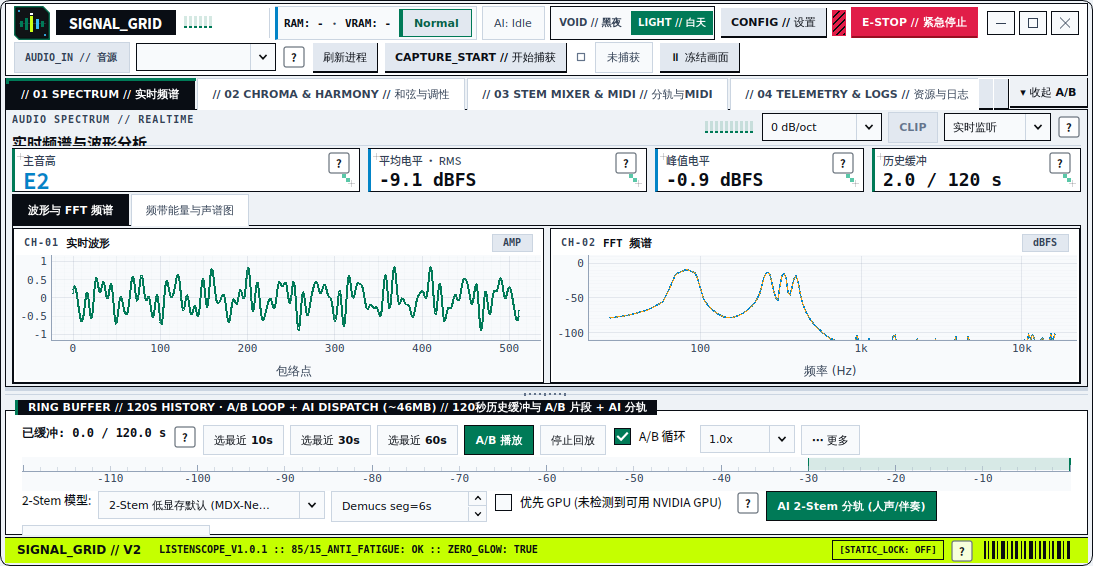 SIGNAL_GRID RAM: - · VRAM: - Normal AI: Idle VOID // 黑夜 LIGHT // 白天 CONFIG // 设置 E-STOP // 紧急停止
AUDIO_IN // 音源 ? 刷新进程 CAPTURE_START // 开始捕获 未捕获 ⏸ 冻结画面
// 01 SPECTRUM // 实时频谱 // 02 CHROMA & HARMONY // 和弦与调性 // 03 STEM MIXER & MIDI // 分轨与MIDI // 04 TELEMETRY & LOGS // 资源与日志 ▾ 收起 A/B
AUDIO SPECTRUM // REALTIME
实时频谱与波形分析 0 dB/oct CLIP 实时监听 ?
主音高 ? 平均电平 · RMS ? 峰值电平 ? 历史缓冲 ?
E2 -9.1 dBFS -0.9 dBFS 2.0 / 120 s
波形与 FFT 频谱 频带能量与声谱图
CH-01 实时波形 AMP
1
0.5
0
-0.5
-1
0 100 200 300 400 500
包络点
CH-02 FFT 频谱 dBFS
0
-50
-100
100 1k 10k
频率 (Hz)
RING BUFFER // 120S HISTORY · A/B LOOP + AI DISPATCH (~46MB) // 120秒历史缓冲与 A/B 片段 + AI 分轨
已缓冲: 0.0 / 120.0 s ? 选最近 10s 选最近 30s 选最近 60s A/B 播放 停止回放 A/B 循环 1.0x ··· 更多
-110 -100 -90 -80 -70 -60 -50 -40 -30 -20 -10
2-Stem 模型: 2-Stem 低显存默认 (MDX-Ne... Demucs seg=6s 优先 GPU (未检测到可用 NVIDIA GPU) ? AI 2-Stem 分轨 (人声/伴奏)
SIGNAL_GRID // V2 LISTENSCOPE_V1.0.1 :: 85/15_ANTI_FATIGUE: OK :: ZERO_GLOW: TRUE [STATIC_LOCK: OFF] ?